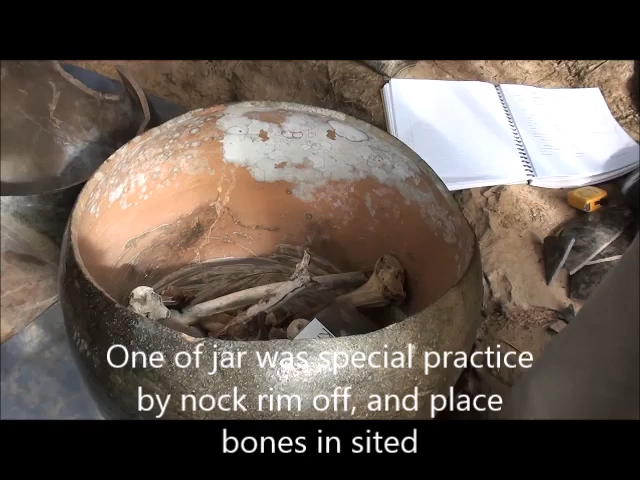 One of jar was special practice
by nock rim off, and place
bones in sited